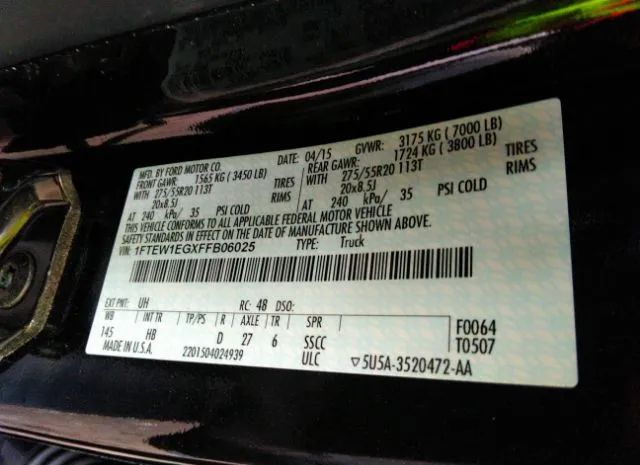 MFD. BY FORD MOTOR CO.
DATE: 04/15 GVWR: 3175 KG ( 7000 LB)
FRONT GAWR: 1565 KG ( 3450 LB)
REAR GAWR: 1724 KG ( 3800 LB)
WITH 275/55R20 113T TIRES
WITH 275/55R20 113T TIRES
20x8.5J RIMS
20x8.5J RIMS
AT 240 kPa/ 35 PSI COLD
AT 240 kPa/ 35 PSI COLD
THIS VEHICLE CONFORMS TO ALL APPLICABLE FEDERAL MOTOR VEHICLE
SAFETY STANDARDS IN EFFECT ON THE DATE OF MANUFACTURE SHOWN ABOVE.
VIN: 1FTEW1EGXFFB06025 TYPE: Truck
EXT PNT: UH RC: 48 DSO:
WB INT TR TP/PS R AXLE TR SPR
145 HB D 27 6 SSCC
F0064
T0507
MADE IN U.S.A. 2201504024939 ULC ▽5U5A-3520472-AA